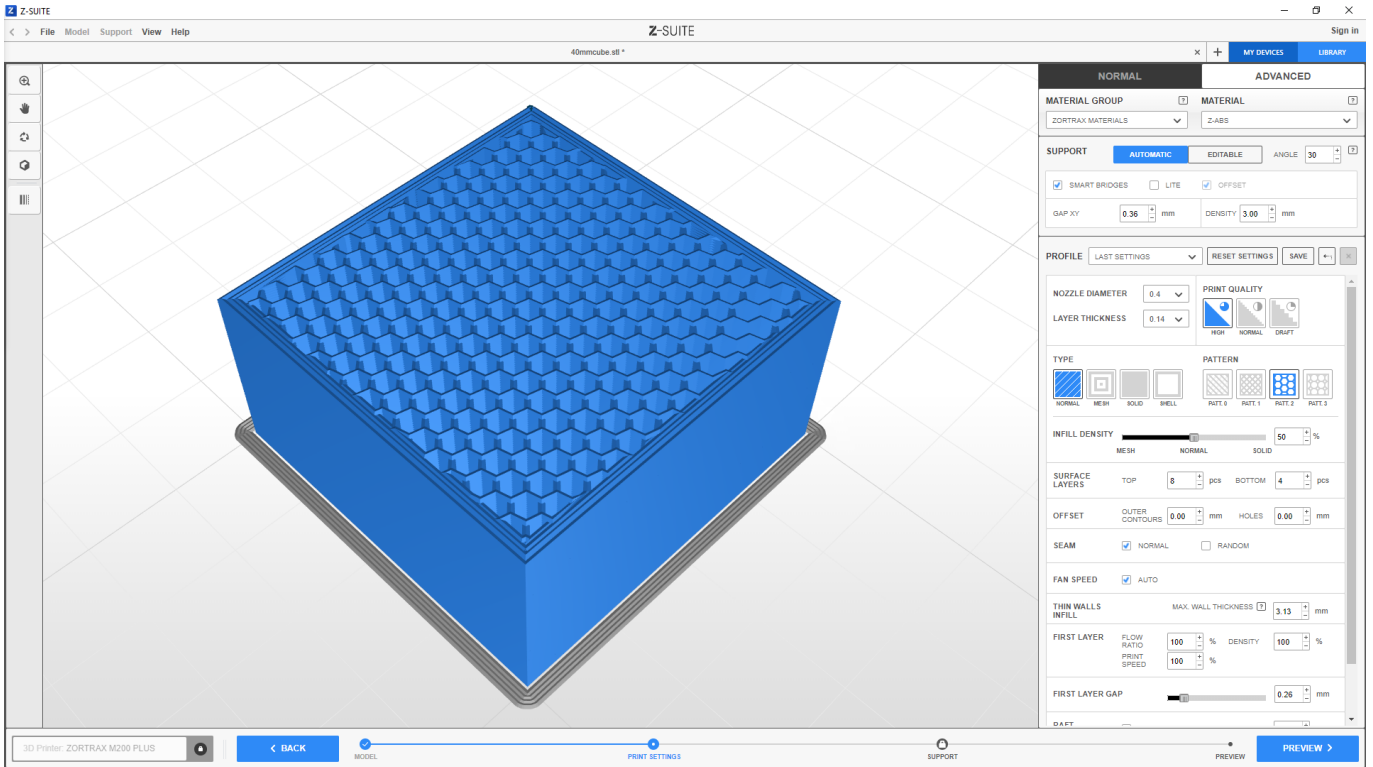 Z Z-SUITE
File Model Support View Help
Z-SUITE
Sign in
40mmcube.stl *
MY DEVICES
LIBRARY
NORMAL
ADVANCED
MATERIAL GROUP ?
MATERIAL ?
ZORTRAX MATERIALS
Z-ABS
SUPPORT AUTOMATIC EDITABLE ANGLE 30 ?
SMART BRIDGES LITE OFFSET
GAP XY 0.36 mm DENSITY 3.00 mm
PROFILE LAST SETTINGS RESET SETTINGS SAVE
NOZZLE DIAMETER 0.4
PRINT QUALITY
LAYER THICKNESS 0.14
HIGH NORMAL DRAFT
TYPE
PATTERN
NORMAL MESH SOLID SHELL
PATT. 0 PATT. 1 PATT. 2 PATT. 3
INFILL DENSITY 50 %
MESH NORMAL SOLID
SURFACE LAYERS TOP 8 pcs BOTTOM 4 pcs
OFFSET OUTER CONTOURS 0.00 mm HOLES 0.00 mm
SEAM NORMAL RANDOM
FAN SPEED AUTO
THIN WALLS INFILL MAX. WALL THICKNESS ? 3.13 mm
FIRST LAYER FLOW RATIO 100 % DENSITY 100 %
PRINT SPEED 100 %
FIRST LAYER GAP 0.26 mm
RAFT
3D Printer: ZORTRAX M200 PLUS
BACK
MODEL
PRINT SETTINGS
SUPPORT
PREVIEW
PREVIEW